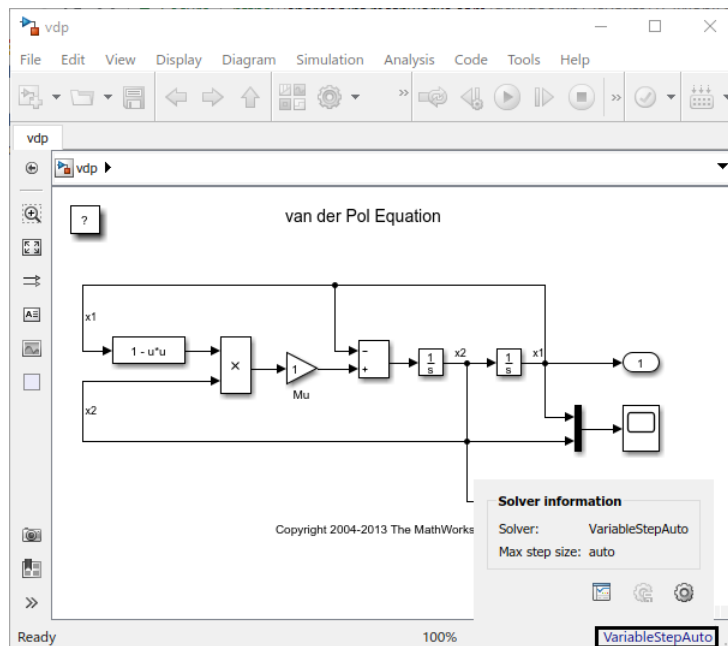 vdp
File Edit View Display Diagram Simulation Analysis Code Tools Help
vdp
vdp
?
van der Pol Equation
x1
1 - u*u
×
1
Mu
−
+
1
s
x2
1
s
x1
1
x2
Copyright 2004-2013 The MathWorks
Solver information
Solver: VariableStepAuto
Max step size: auto
Ready 100% VariableStepAuto